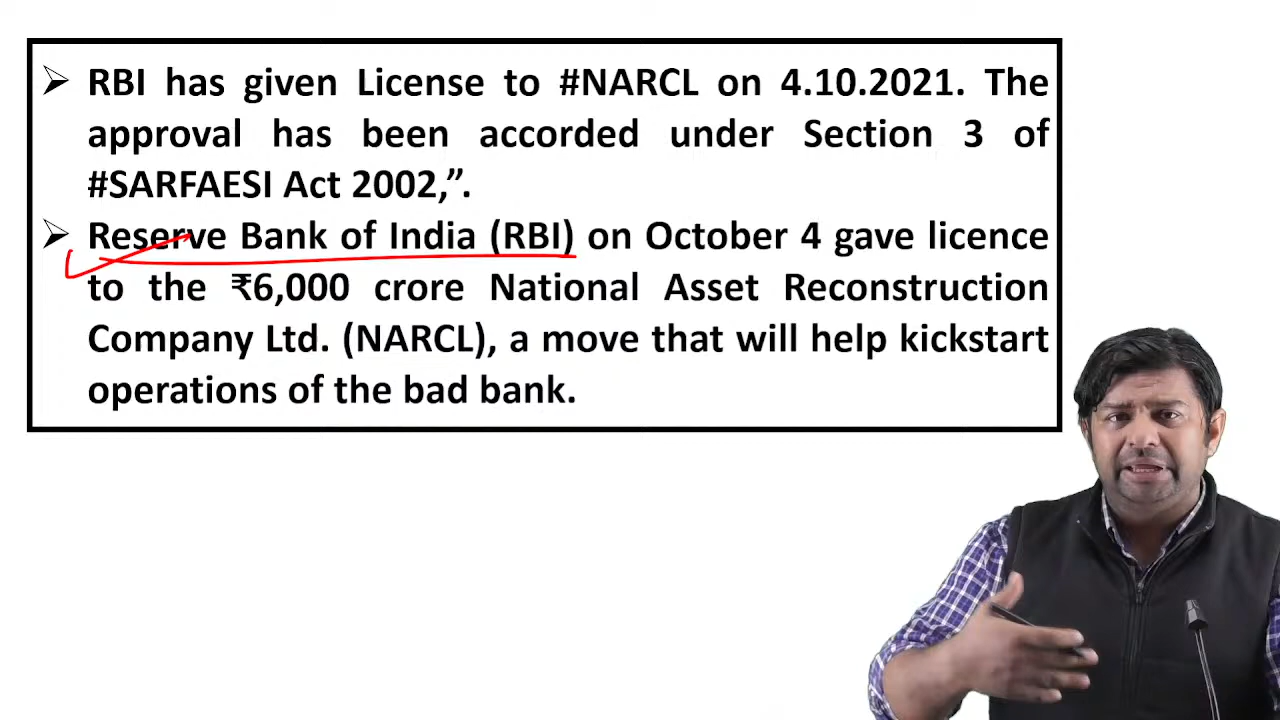 ➢ RBI has given License to #NARCL on 4.10.2021. The
approval has been accorded under Section 3 of
#SARFAESI Act 2002,”.
➢ Reserve Bank of India (RBI) on October 4 gave licence
to the ₹6,000 crore National Asset Reconstruction
Company Ltd. (NARCL), a move that will help kickstart
operations of the bad bank.